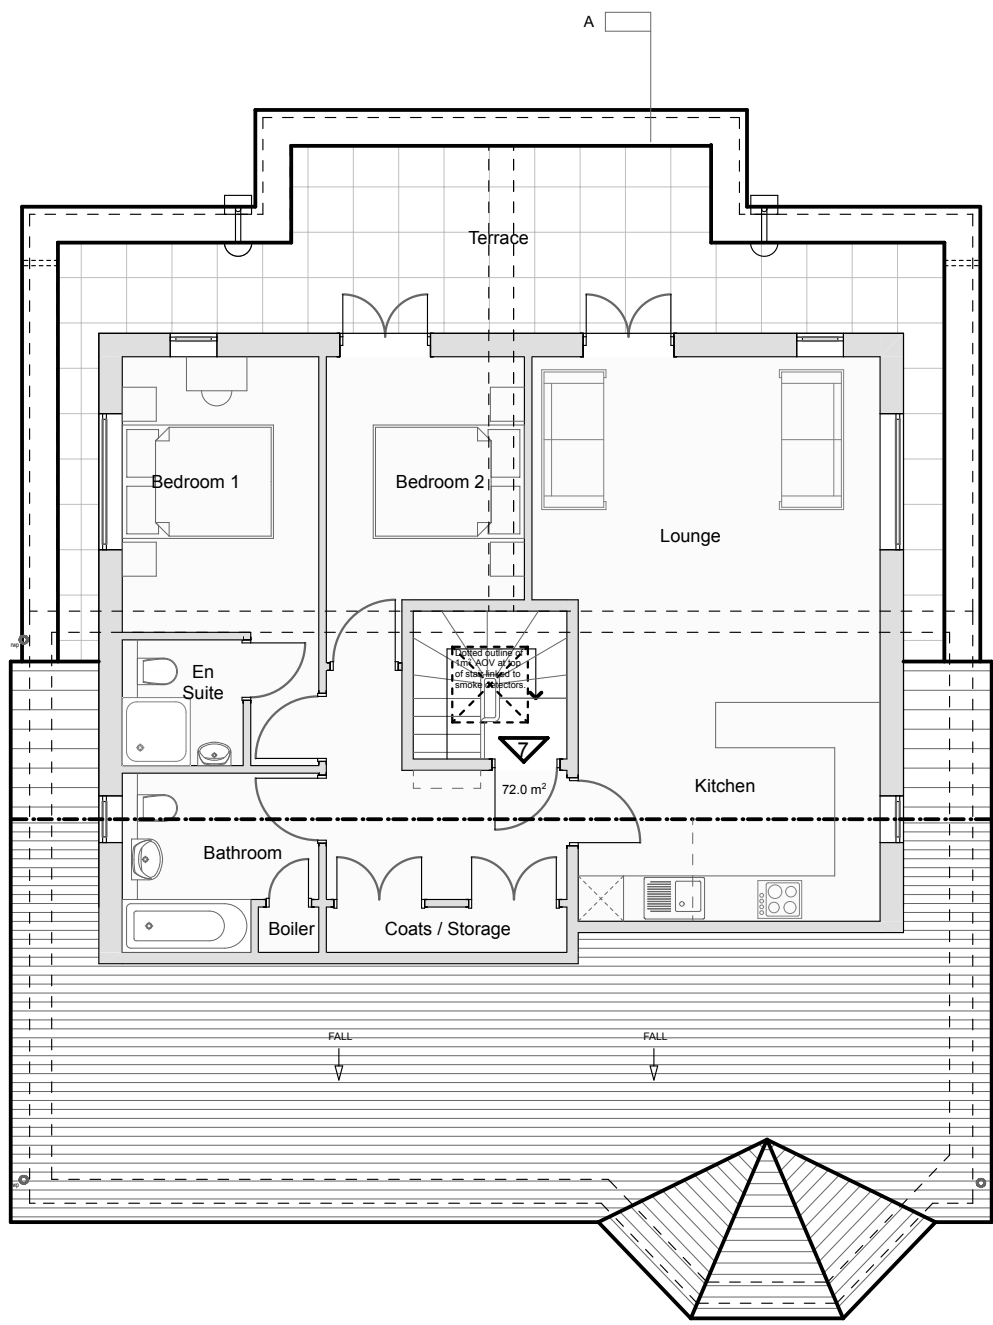 A
Terrace
Bedroom 1
Bedroom 2
Lounge
Dotted outline of
1m² AOV at top
of stair linked to
smoke detectors.
En
Suite
7
72.0 m²
Kitchen
Bathroom
Boiler
Coats / Storage
FALL
FALL